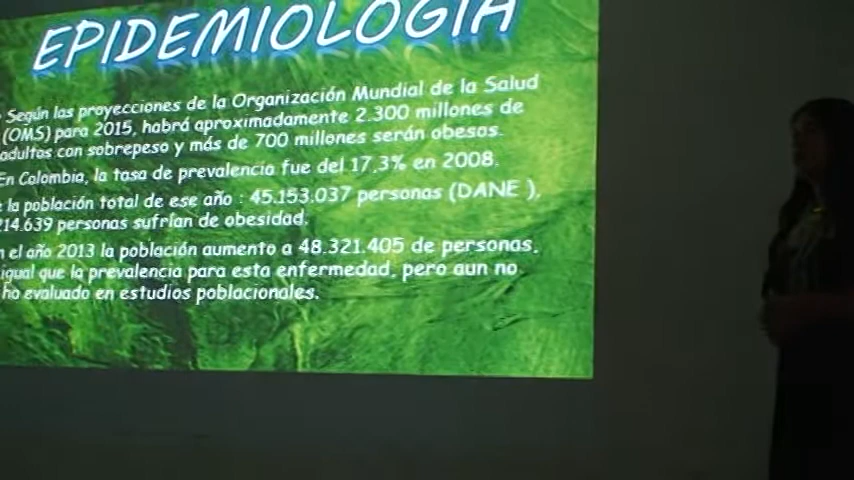 EPIDEMIOLOGIA
Según las proyecciones de la Organización Mundial de la Salud
(OMS) para 2015, habrá aproximadamente 2.300 millones de
adultos con sobrepeso y más de 700 millones serán obesos.
En Colombia, la tasa de prevalencia fue del 17,3% en 2008.
la población total de ese año : 45.153.037 personas (DANE ),
214.639 personas sufrían de obesidad.
el año 2013 la población aumento a 48.321.405 de personas.
igual que la prevalencia para esta enfermedad, pero aun no
ha evaluado en estudios poblacionales.